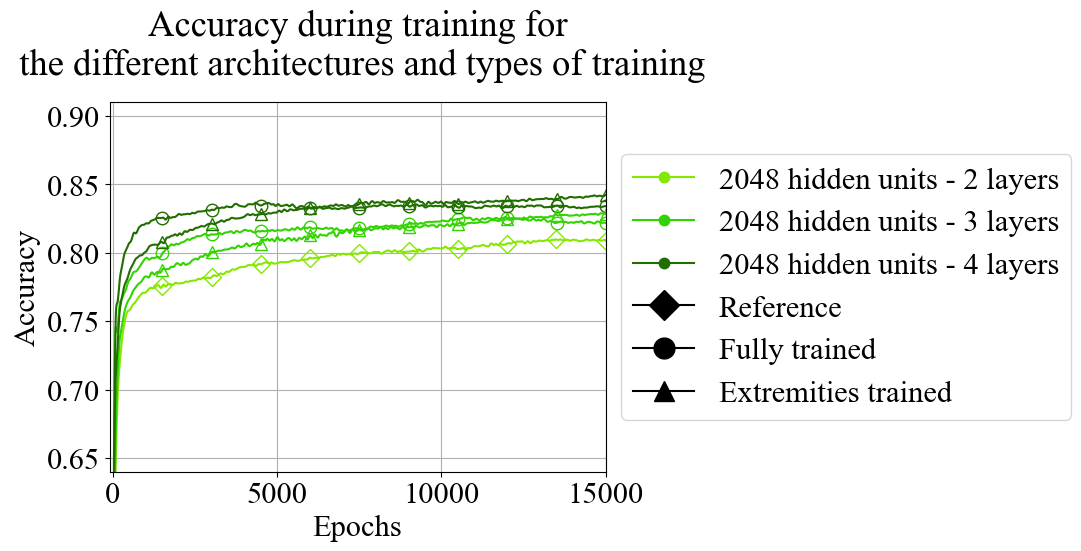 Accuracy during training for
the different architectures and types of training
0.90
0.85
0.80
0.75
0.70
0.65
Accuracy
0
5000
10000
15000
Epochs
2048 hidden units - 2 layers
2048 hidden units - 3 layers
2048 hidden units - 4 layers
Reference
Fully trained
Extremities trained